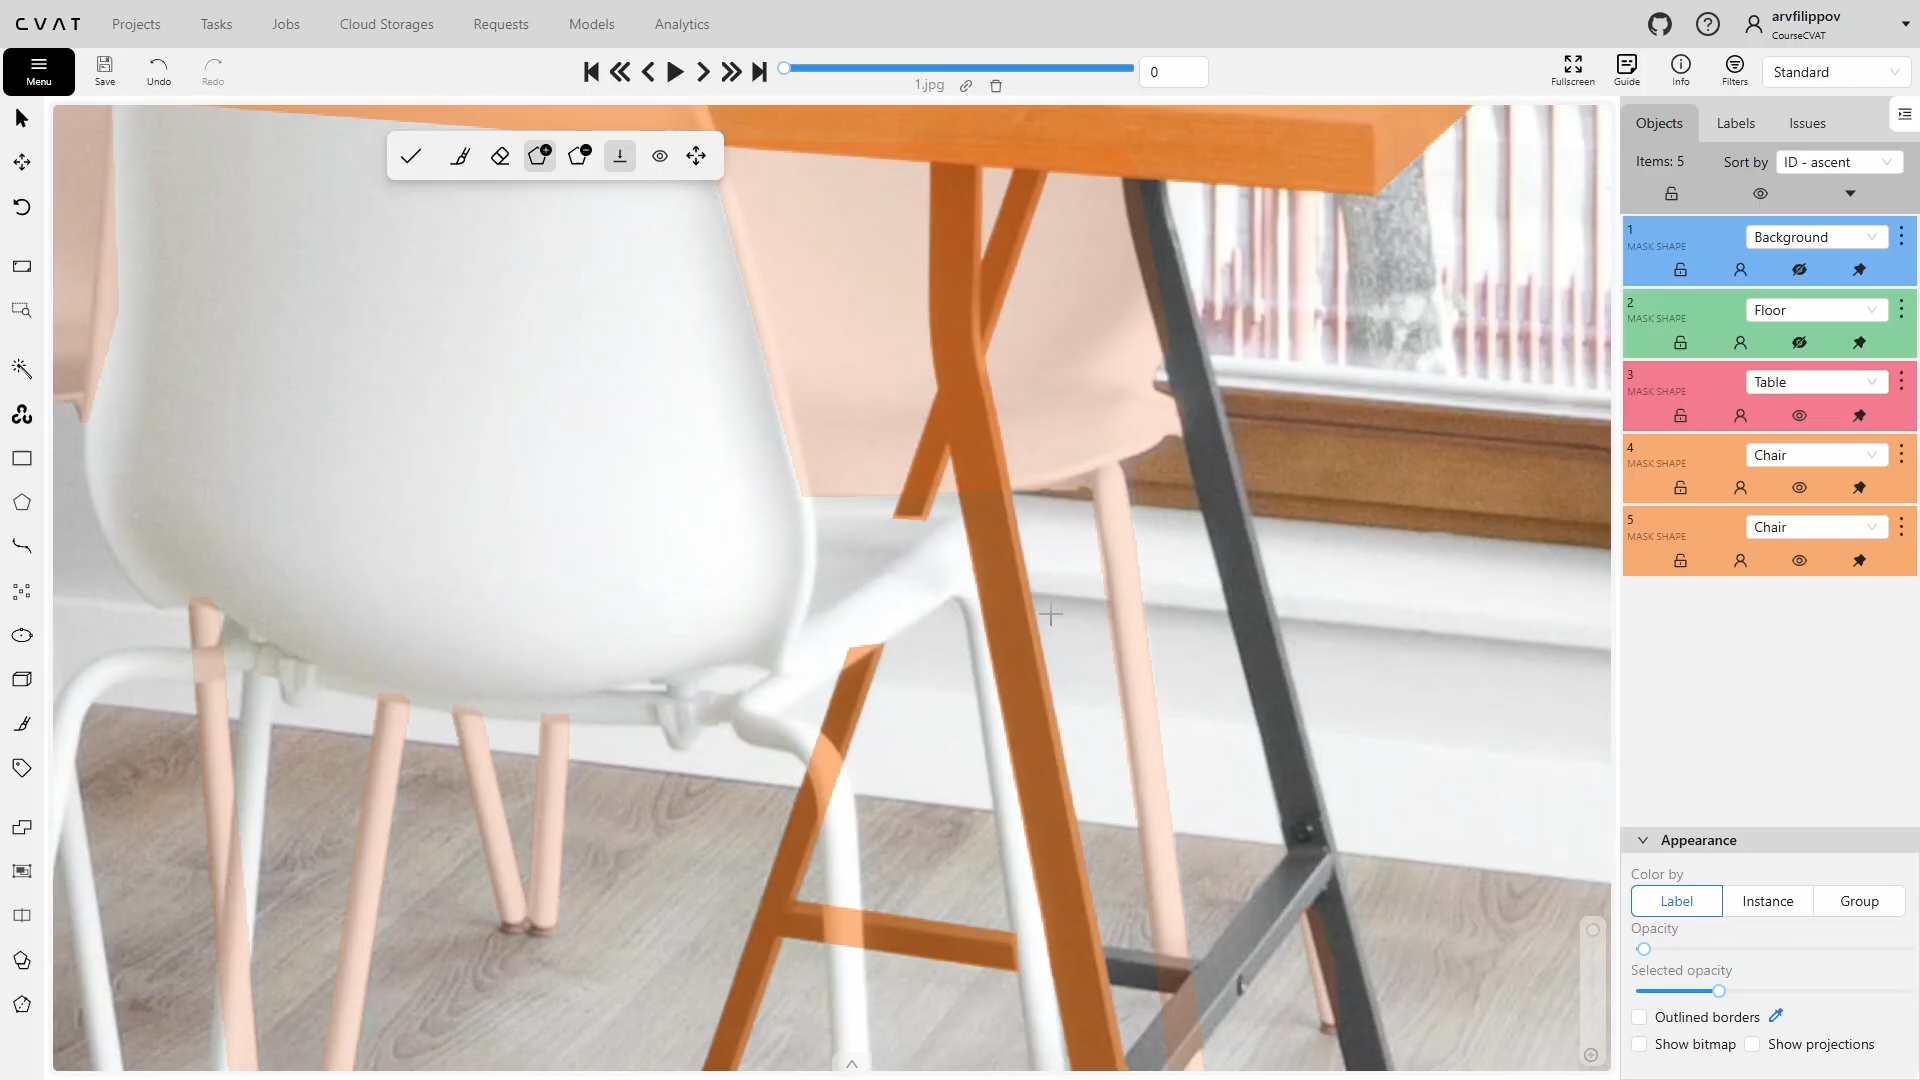 CVAT
Projects
Tasks
Jobs
Cloud Storages
Requests
Models
Analytics
arvfilippov
CourseCVAT
Menu
Save
Undo
Redo
0
1.jpg
Fullscreen
Guide
Info
Filters
Standard
Objects
Labels
Issues
Items: 5
Sort by
ID - ascent
1
MASK SHAPE
Background
2
MASK SHAPE
Floor
3
MASK SHAPE
Table
4
MASK SHAPE
Chair
5
MASK SHAPE
Chair
Appearance
Color by
Label
Instance
Group
Opacity
Selected opacity
Outlined borders
Show bitmap
Show projections